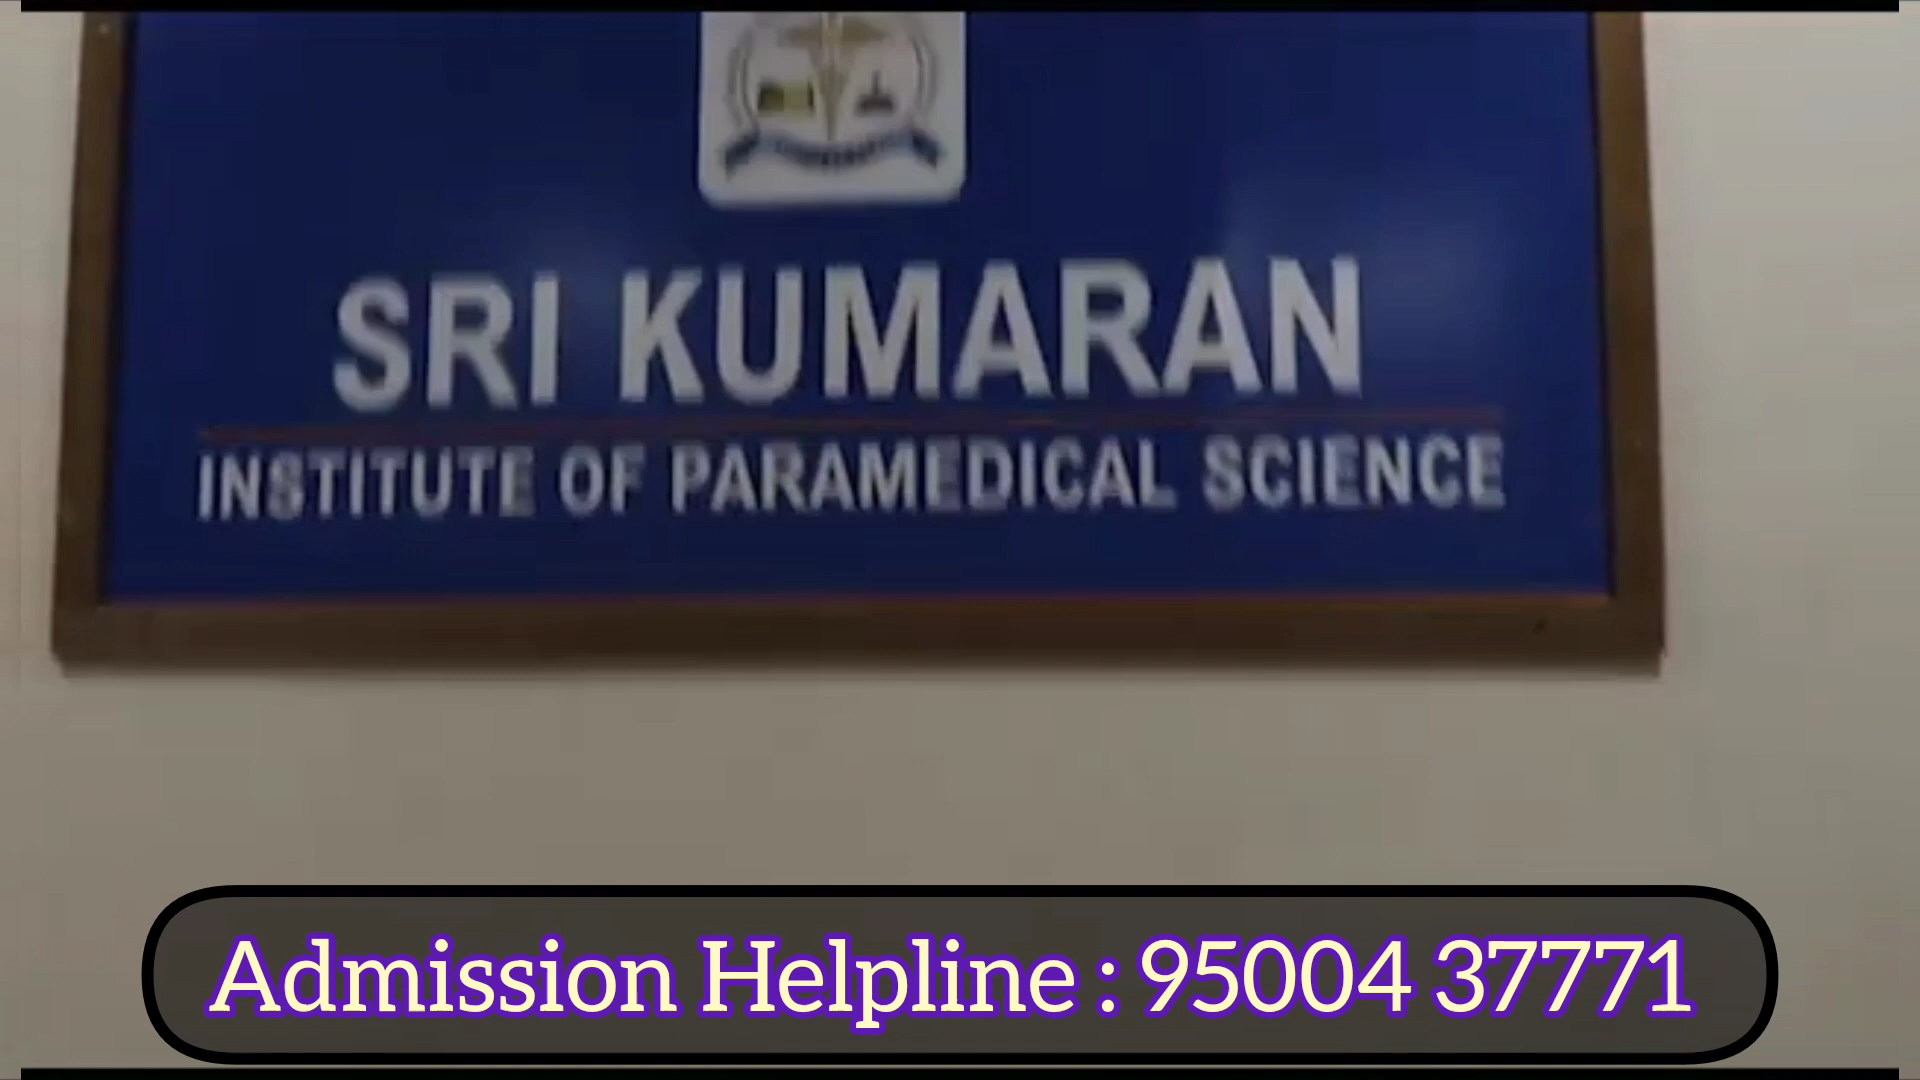 SRI KUMARAN
INSTITUTE OF PARAMEDICAL SCIENCE
Admission Helpline : 95004 37771